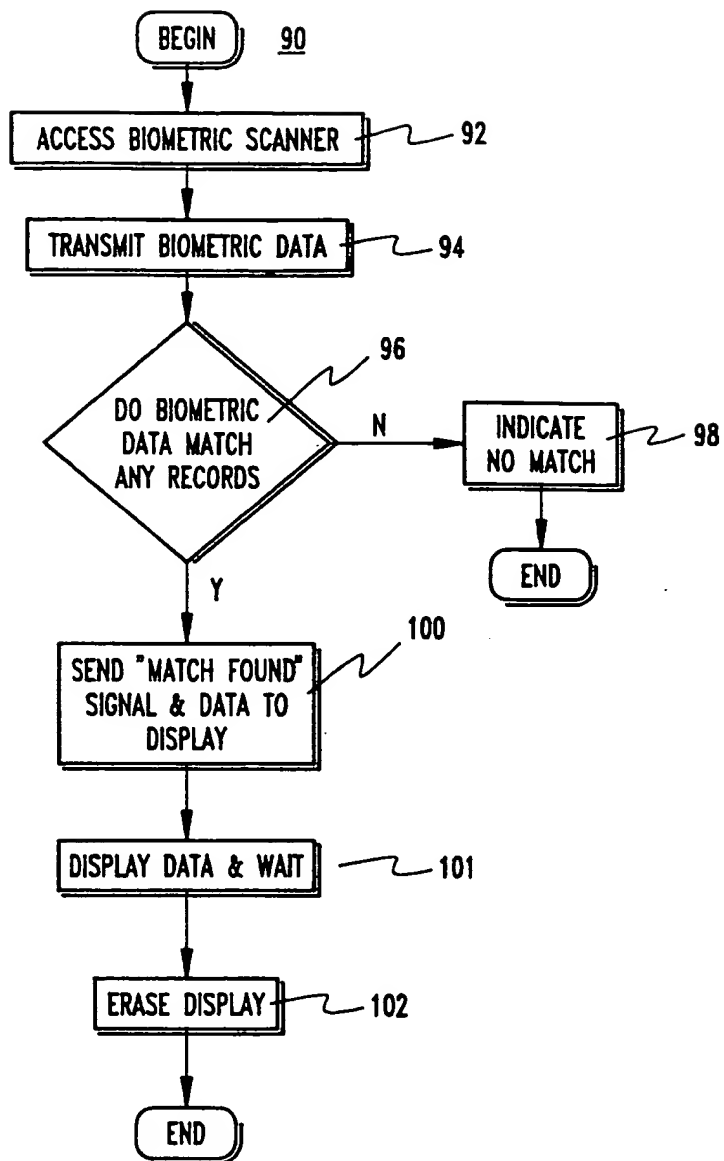 BEGIN
90
ACCESS BIOMETRIC SCANNER
92
TRANSMIT BIOMETRIC DATA
94
96
DO BIOMETRIC
DATA MATCH
ANY RECORDS
N
INDICATE
NO MATCH
98
END
Y
100
SEND "MATCH FOUND"
SIGNAL & DATA TO
DISPLAY
DISPLAY DATA & WAIT
101
ERASE DISPLAY
102
END